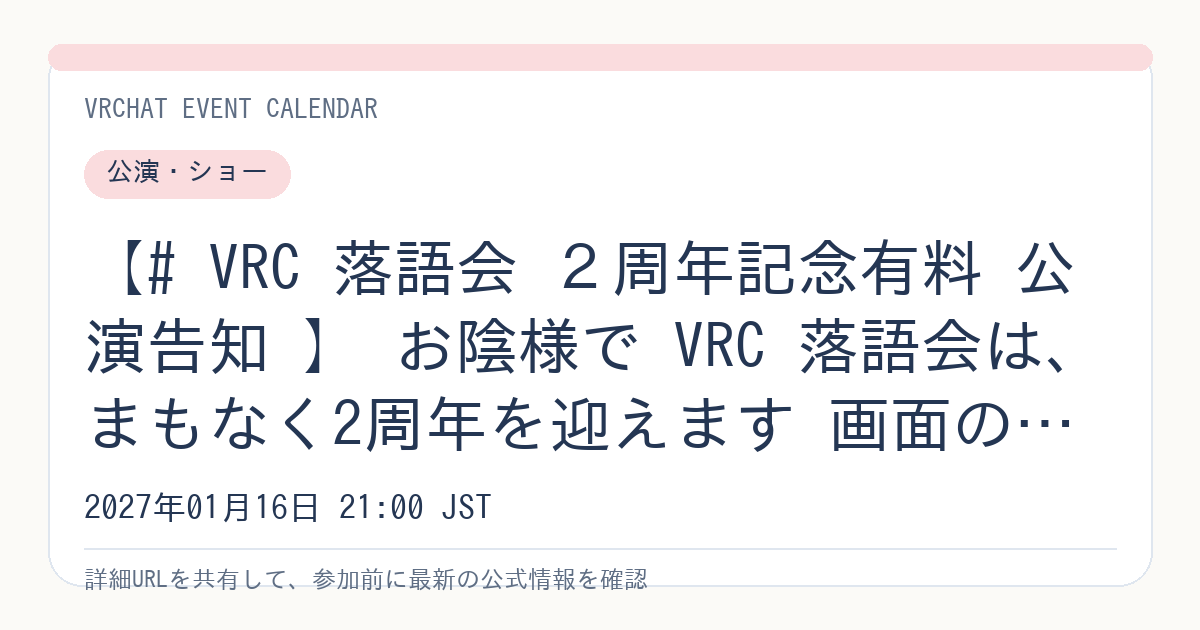 VRCHAT EVENT CALENDAR
公演・ショー
【# VRC 落語会 ２周年記念有料 公
演告知 】 お陰様で VRC 落語会は、
まもなく2周年を迎えます 画面の…
2027年01月16日 21:00 JST
詳細URLを共有して、参加前に最新の公式情報を確認